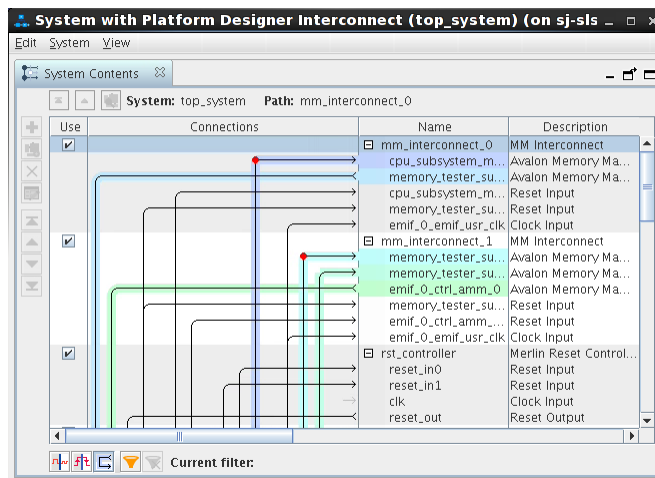 System with Platform Designer Interconnect (top_system) (on sj-sls
Edit System View
System Contents
System: top_system Path: mm_interconnect_0
Use Connections Name Description
mm_interconnect_0 MM Interconnect
cpu_subsystem_m... Avalon Memory Ma...
memory_tester_su... Avalon Memory Ma...
cpu_subsystem_m... Reset Input
memory_tester_su... Reset Input
emif_0_emif_usr_clk Clock Input
mm_interconnect_1 MM Interconnect
memory_tester_su... Avalon Memory Ma...
memory_tester_su... Avalon Memory Ma...
emif_0_ctrl_amm_0 Avalon Memory Ma...
memory_tester_su... Reset Input
emif_0_ctrl_amm_... Reset Input
emif_0_emif_usr_clk Clock Input
rst_controller Merlin Reset Control...
reset_in0 Reset Input
reset_in1 Reset Input
clk Clock Input
reset_out Reset Output
Current filter: